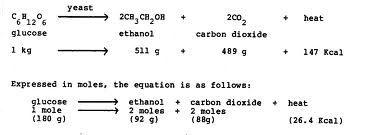 yeast
C6H12O6 ⟶ 2CH3CH2OH + 2CO2 + heat
glucose ethanol carbon dioxide
1 kg 511 g + 489 g + 147 Kcal
Expressed in moles, the equation is as follows:
glucose ⟶ ethanol + carbon dioxide + heat
1 mole ⟶ 2 moles + 2 moles
(180 g) (92 g) (88g) (26.4 Kcal)